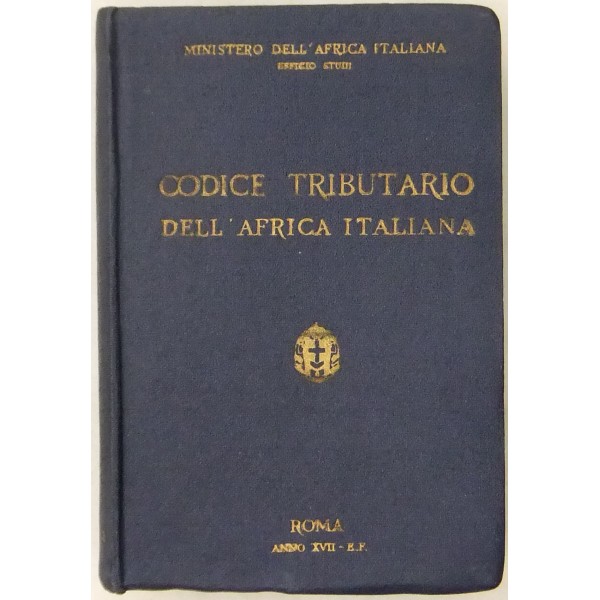 MINISTERO DELL'AFRICA ITALIANA
UFFICIO STUDI
CODICE TRIBUTARIO
DELL'AFRICA ITALIANA
ROMA
ANNO XVII - E.F.